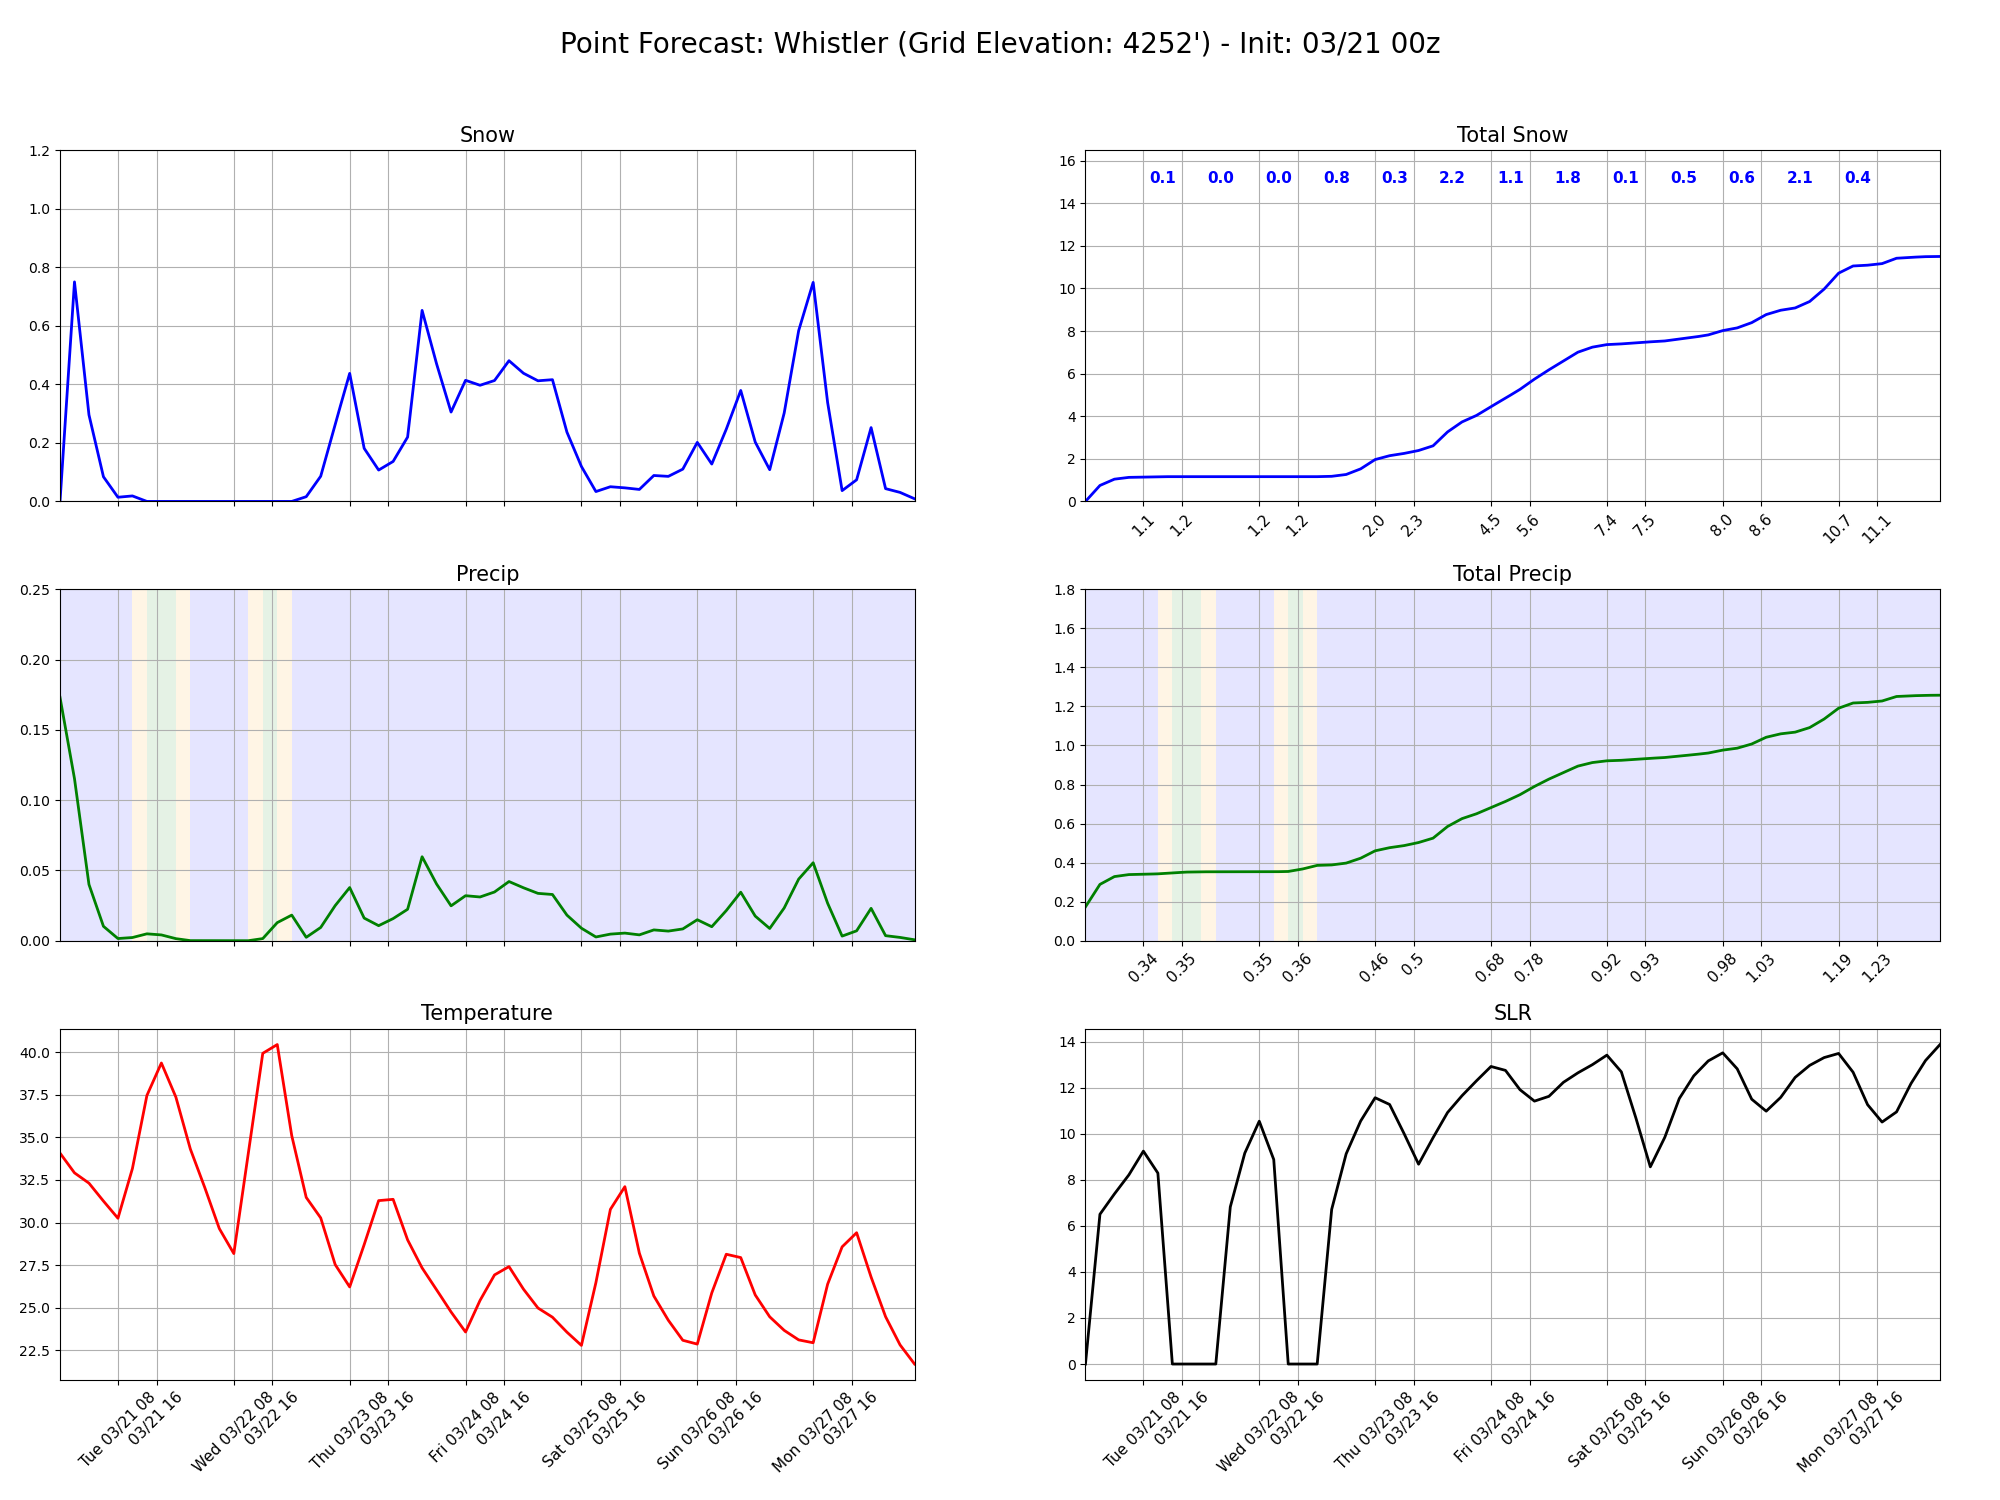 Point Forecast: Whistler (Grid Elevation: 4252') - Init: 03/21 00z
Snow
1.2
1.0
0.8
0.6
0.4
0.2
0.0
Total Snow
16
14
12
10
8
6
4
2
0
0.1 0.0 0.0 0.8 0.3 2.2 1.1 1.8 0.1 0.5 0.6 2.1 0.4
1.1 1.2 1.2 1.2 2.0 2.3 4.5 5.6 7.4 7.5 8.0 8.6 10.7 11.1
Precip
0.25
0.20
0.15
0.10
0.05
0.00
Total Precip
1.8
1.6
1.4
1.2
1.0
0.8
0.6
0.4
0.2
0.0
0.34 0.35 0.35 0.36 0.46 0.5 0.68 0.78 0.92 0.93 0.98 1.03 1.19 1.23
Temperature
40.0
37.5
35.0
32.5
30.0
27.5
25.0
22.5
Tue 03/21 08
03/21 16
Wed 03/22 08
03/22 16
Thu 03/23 08
03/23 16
Fri 03/24 08
03/24 16
Sat 03/25 08
03/25 16
Sun 03/26 08
03/26 16
Mon 03/27 08
03/27 16
SLR
14
12
10
8
6
4
2
0
Tue 03/21 08
03/21 16
Wed 03/22 08
03/22 16
Thu 03/23 08
03/23 16
Fri 03/24 08
03/24 16
Sat 03/25 08
03/25 16
Sun 03/26 08
03/26 16
Mon 03/27 08
03/27 16